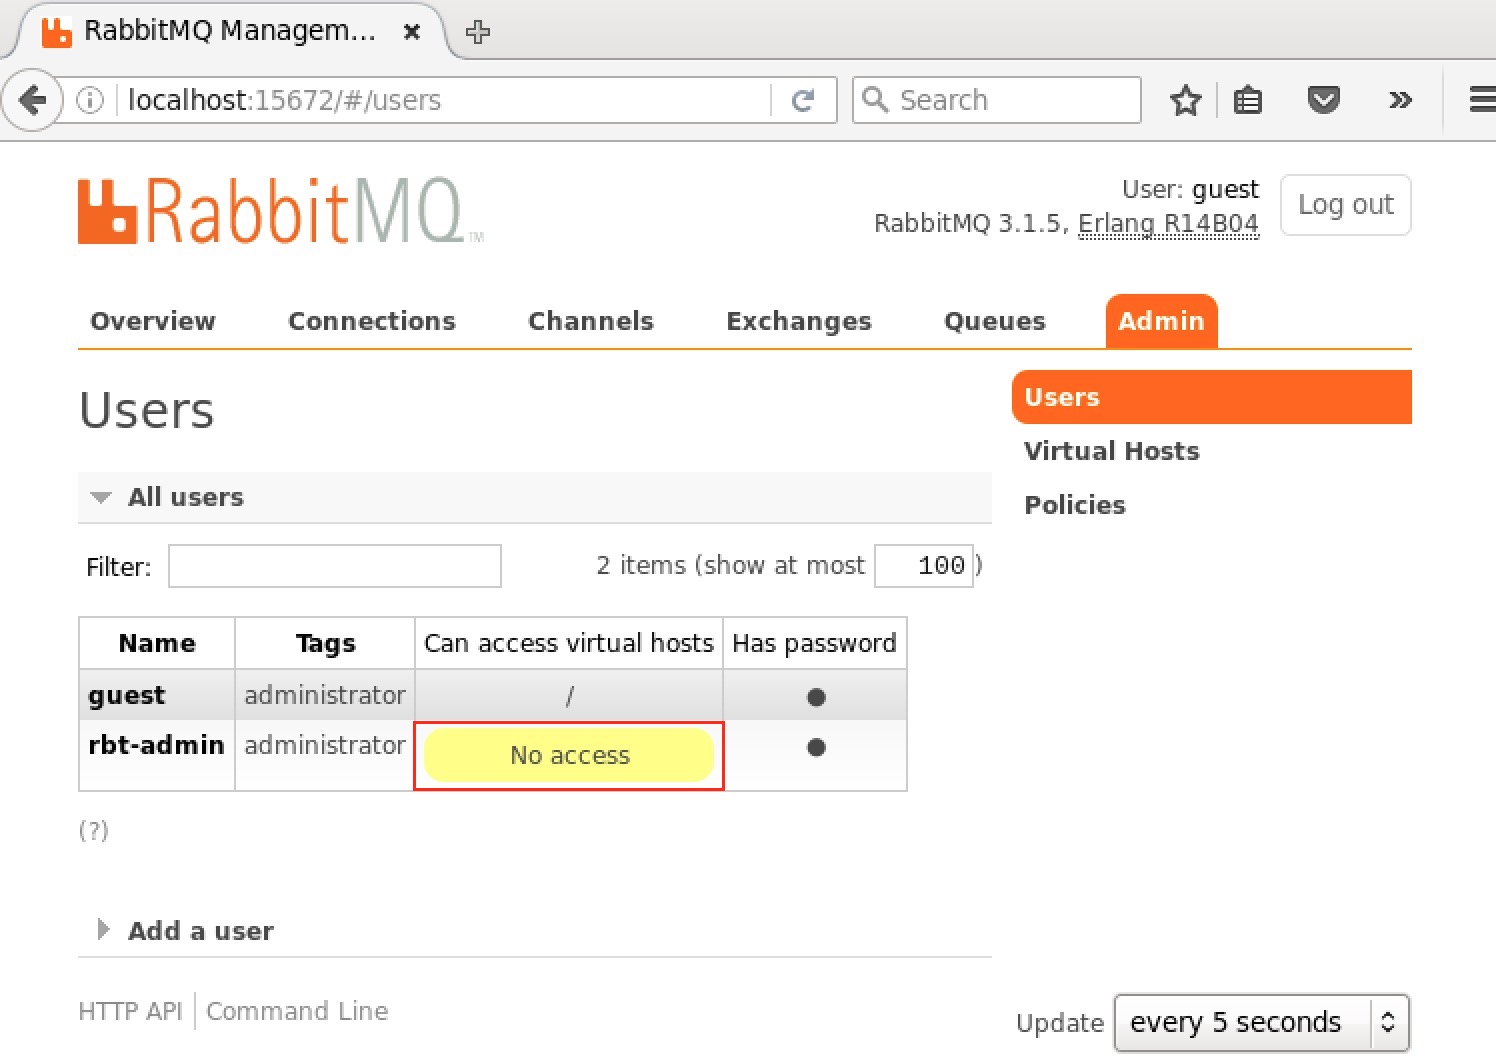 RabbitMQ Managem...
localhost:15672/#/users
Search
RabbitMQ™
User: guest
RabbitMQ 3.1.5, Erlang R14B04
Log out
Overview Connections Channels Exchanges Queues Admin
Users
Virtual Hosts
Policies
Users
All users
Filter: 2 items (show at most 100 )
Name Tags Can access virtual hosts Has password
guest administrator / ●
rbt-admin administrator No access ●
(?)
Add a user
HTTP API Command Line
Update every 5 seconds